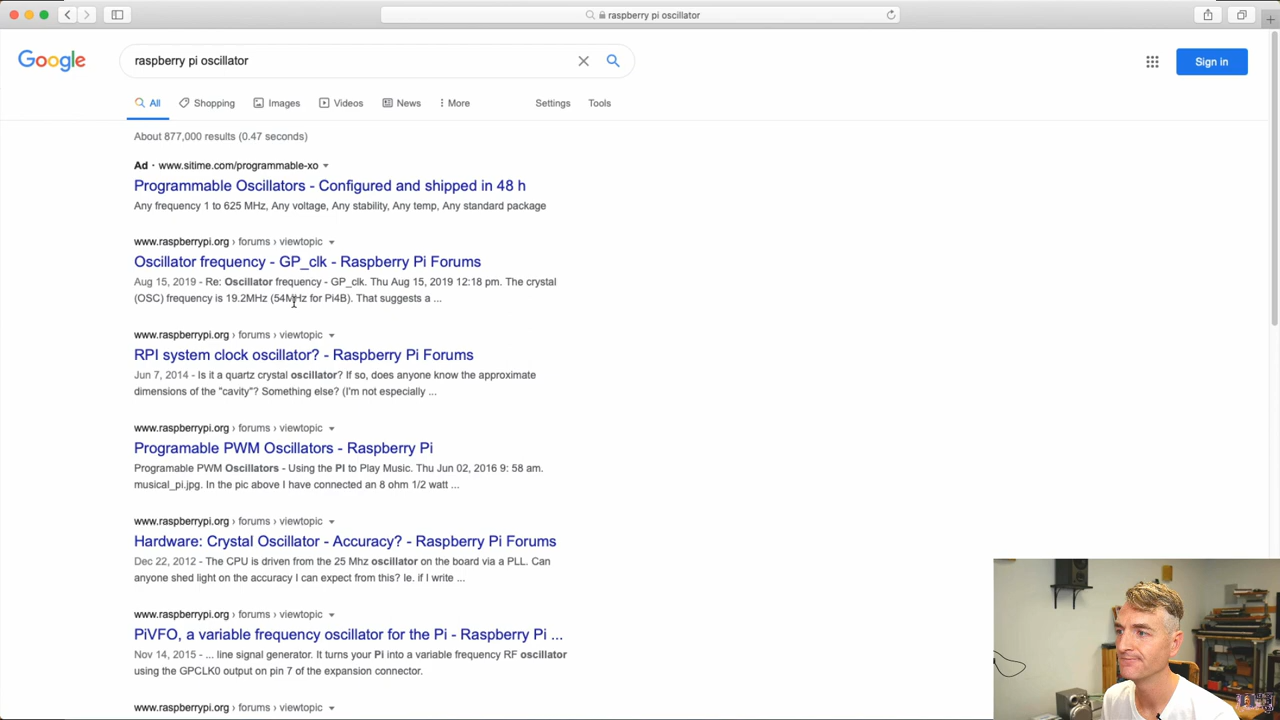 raspberry pi oscillator
Google
raspberry pi oscillator
Sign in
All
Shopping
Images
Videos
News
More
Settings
Tools
About 877,000 results (0.47 seconds)
Ad · www.sitime.com/programmable-xo
Programmable Oscillators - Configured and shipped in 48 h
Any frequency 1 to 625 MHz, Any voltage, Any stability, Any temp, Any standard package
www.raspberrypi.org › forums › viewtopic
Oscillator frequency - GP_clk - Raspberry Pi Forums
Aug 15, 2019 - Re: Oscillator frequency - GP_clk. Thu Aug 15, 2019 12:18 pm. The crystal
(OSC) frequency is 19.2MHz (54MHz for Pi4B). That suggests a ...
www.raspberrypi.org › forums › viewtopic
RPI system clock oscillator? - Raspberry Pi Forums
Jun 7, 2014 - Is it a quartz crystal oscillator? If so, does anyone know the approximate
dimensions of the "cavity"? Something else? (I'm not especially ...
www.raspberrypi.org › forums › viewtopic
Programable PWM Oscillators - Raspberry Pi
Programable PWM Oscillators - Using the PI to Play Music. Thu Jun 02, 2016 9: 58 am.
musical_pi.jpg. In the pic above I have connected an 8 ohm 1/2 watt ...
www.raspberrypi.org › forums › viewtopic
Hardware: Crystal Oscillator - Accuracy? - Raspberry Pi Forums
Dec 22, 2012 - The CPU is driven from the 25 Mhz oscillator on the board via a PLL. Can
anyone shed light on the accuracy I can expect from this? Ie. if I write ...
www.raspberrypi.org › forums › viewtopic
PiVFO, a variable frequency oscillator for the Pi - Raspberry Pi ...
Nov 14, 2015 - ... line signal generator. It turns your Pi into a variable frequency RF oscillator
using the GPCLK0 output on pin 7 of the expansion connector.
www.raspberrypi.org › forums › viewtopic